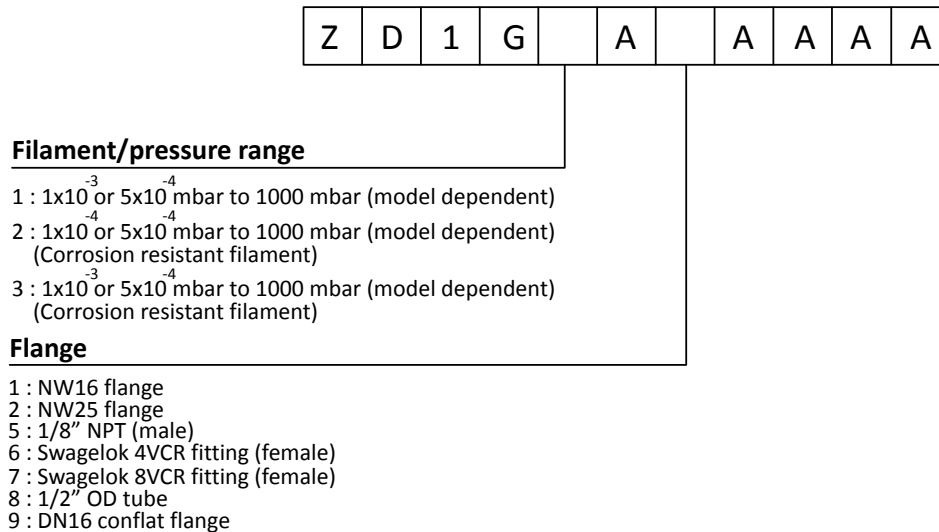 Z D 1 G A A A A A
Filament/pressure range
1 : 1x10⁻³ or 5x10⁻⁴ mbar to 1000 mbar (model dependent)
2 : 1x10⁻⁴ or 5x10⁻⁴ mbar to 1000 mbar (model dependent)
(Corrosion resistant filament)
3 : 1x10⁻³ or 5x10⁻⁴ mbar to 1000 mbar (model dependent)
(Corrosion resistant filament)
Flange
1 : NW16 flange
2 : NW25 flange
5 : 1/8” NPT (male)
6 : Swagelok 4VCR fitting (female)
7 : Swagelok 8VCR fitting (female)
8 : 1/2” OD tube
9 : DN16 conflat flange